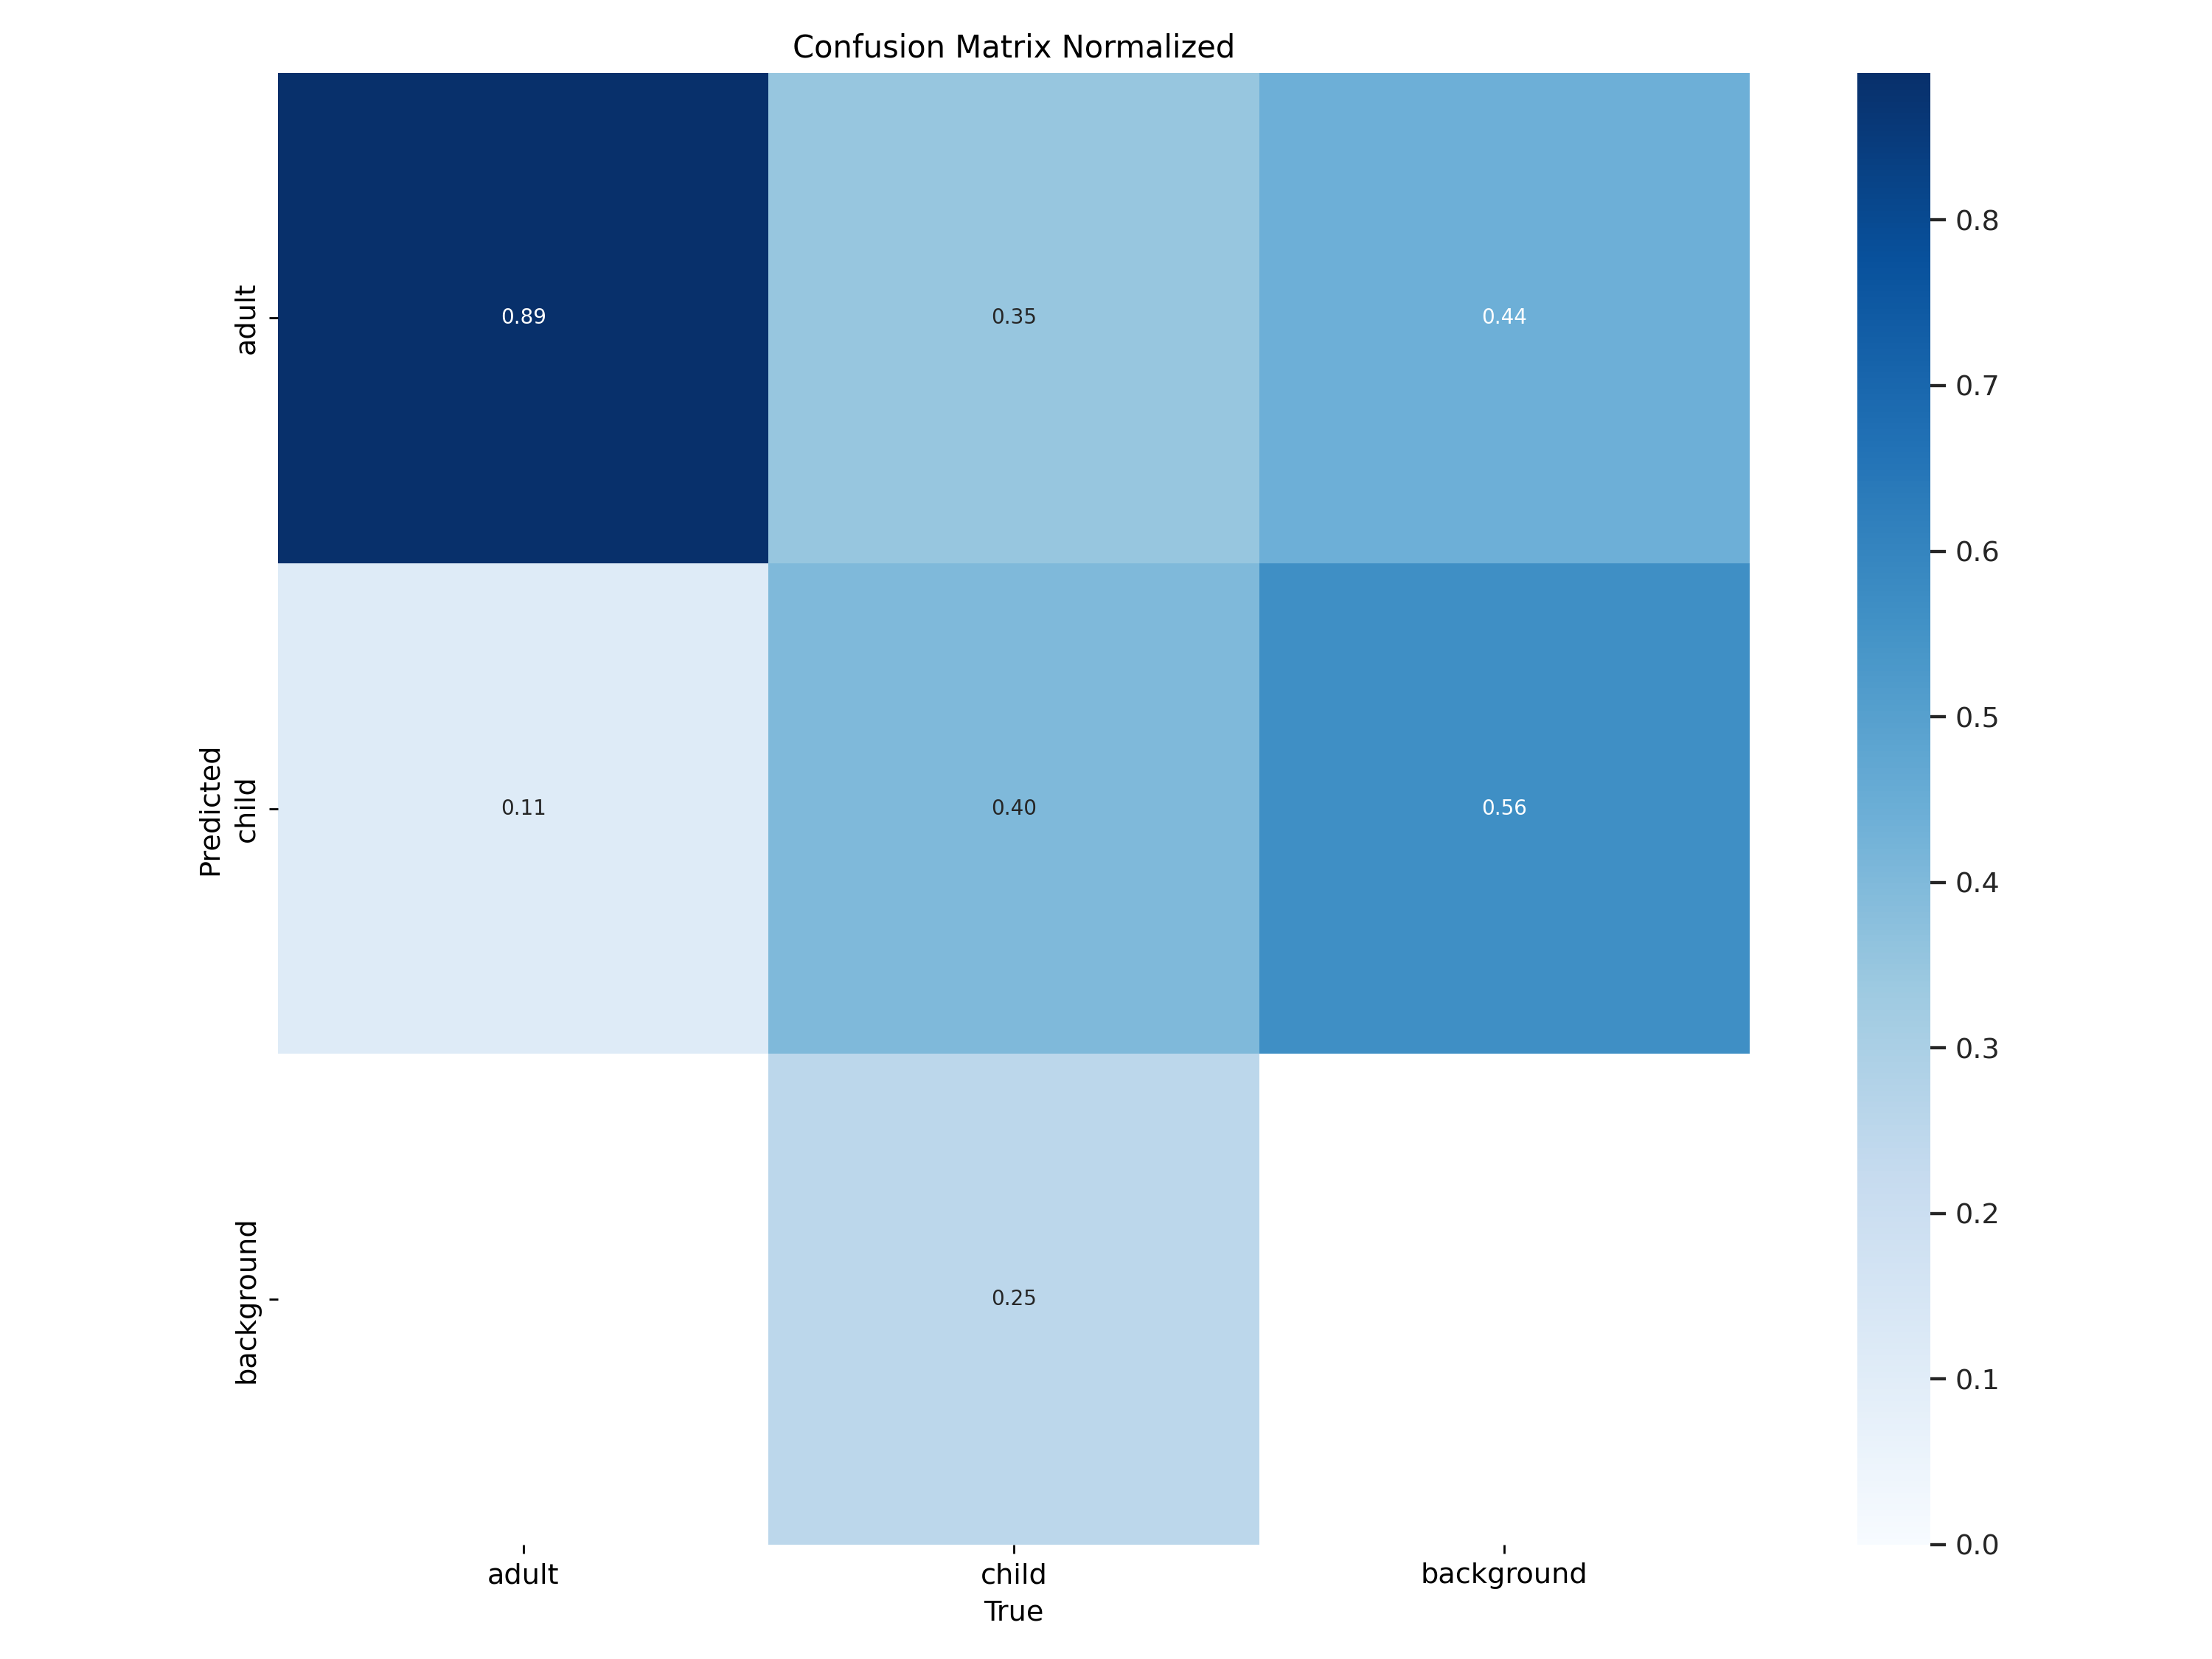 Confusion Matrix Normalized
adult
0.89
0.35
0.44
Predicted
child
0.11
0.40
0.56
background
0.25
adult
child
background
True
0.8
0.7
0.6
0.5
0.4
0.3
0.2
0.1
0.0